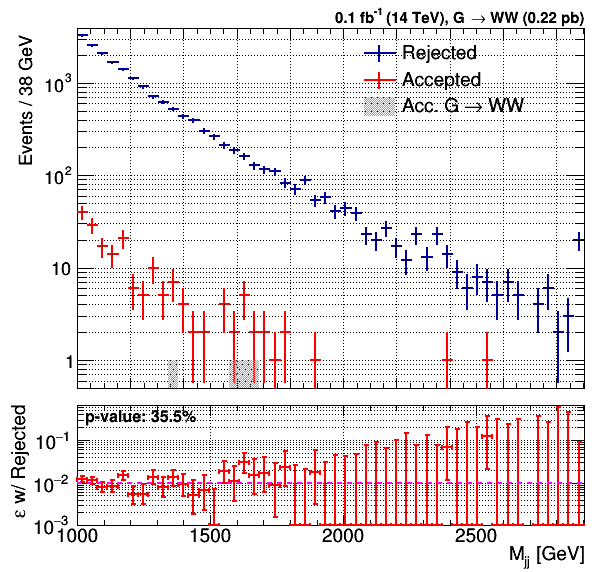 0.1 fb⁻¹ (14 TeV), G → WW (0.22 pb)
Events / 38 GeV
10³
10²
10
1
Rejected
Accepted
Acc. G → WW
p-value: 35.5%
ε w/ Rejected
10⁻¹
10⁻²
10⁻³
1000 1500 2000 2500
M_jj [GeV]